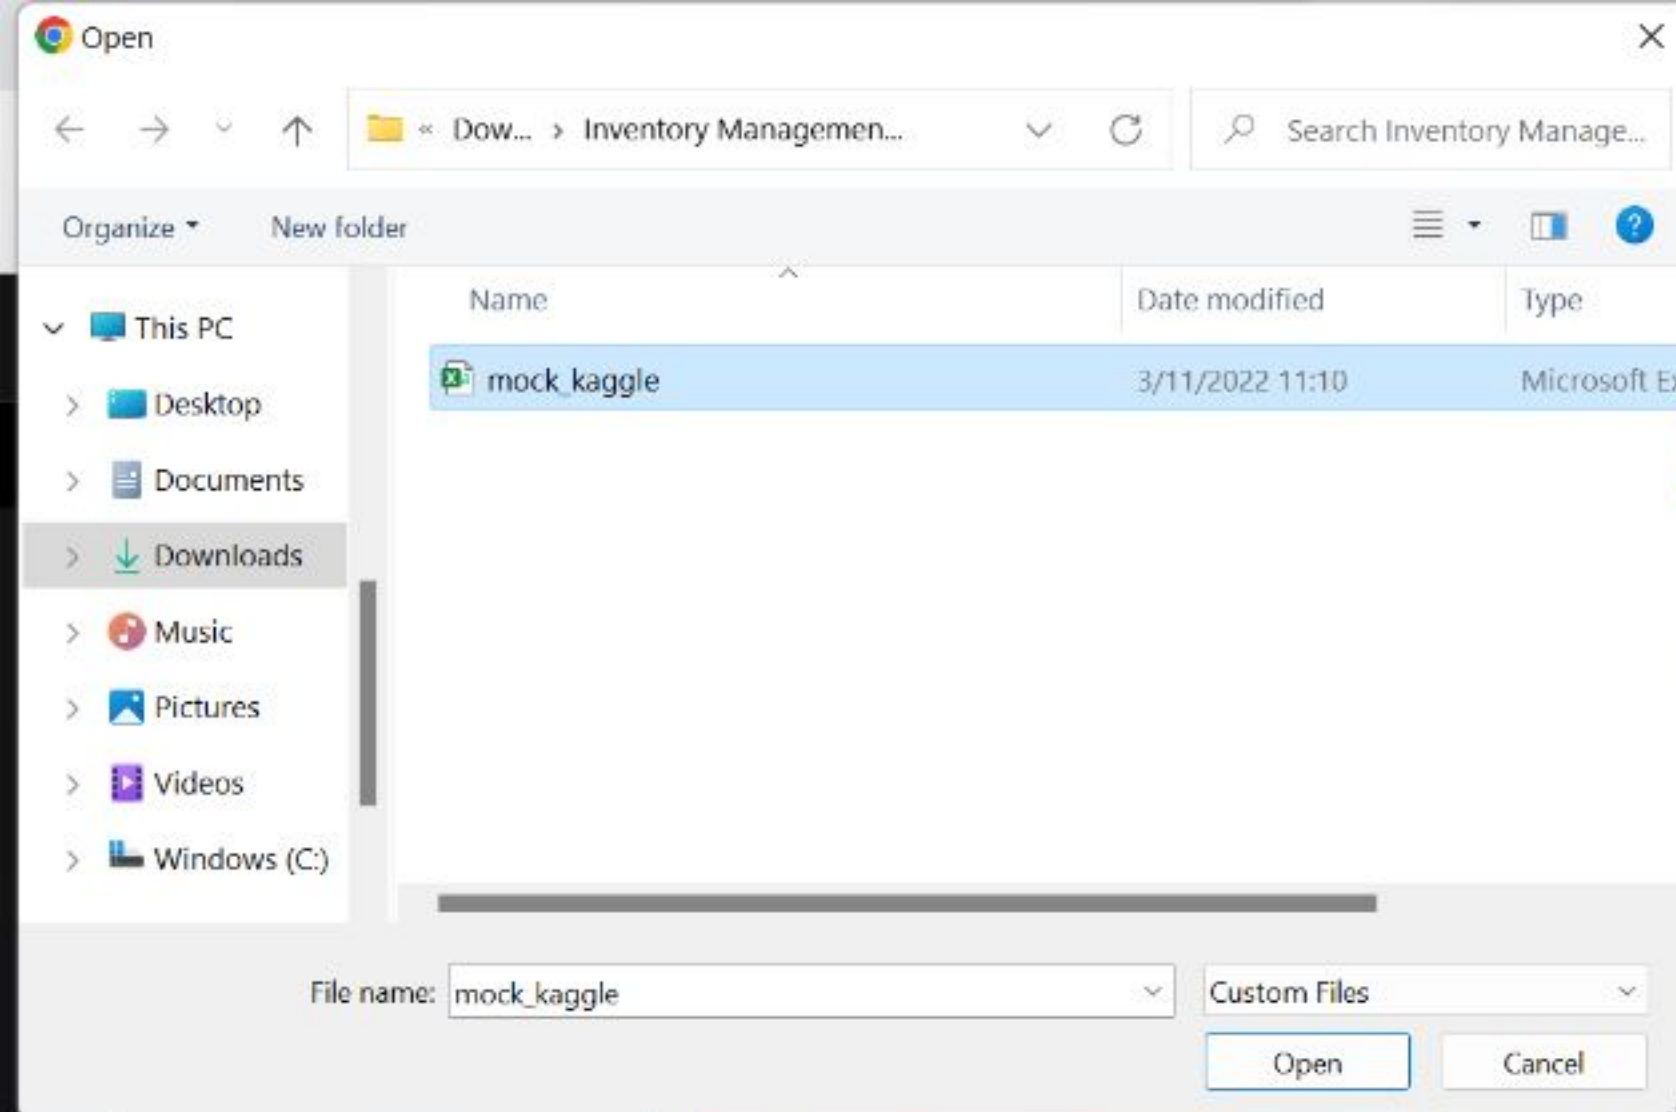 Open
« Dow... › Inventory Managemen...
Search Inventory Manage...
Organize
New folder
?
Name
Date modified
Type
This PC
mock_kaggle
3/11/2022 11:10
Microsoft Ex
Desktop
Documents
Downloads
Music
Pictures
Videos
Windows (C:)
File name:
mock_kaggle
Custom Files
Open
Cancel